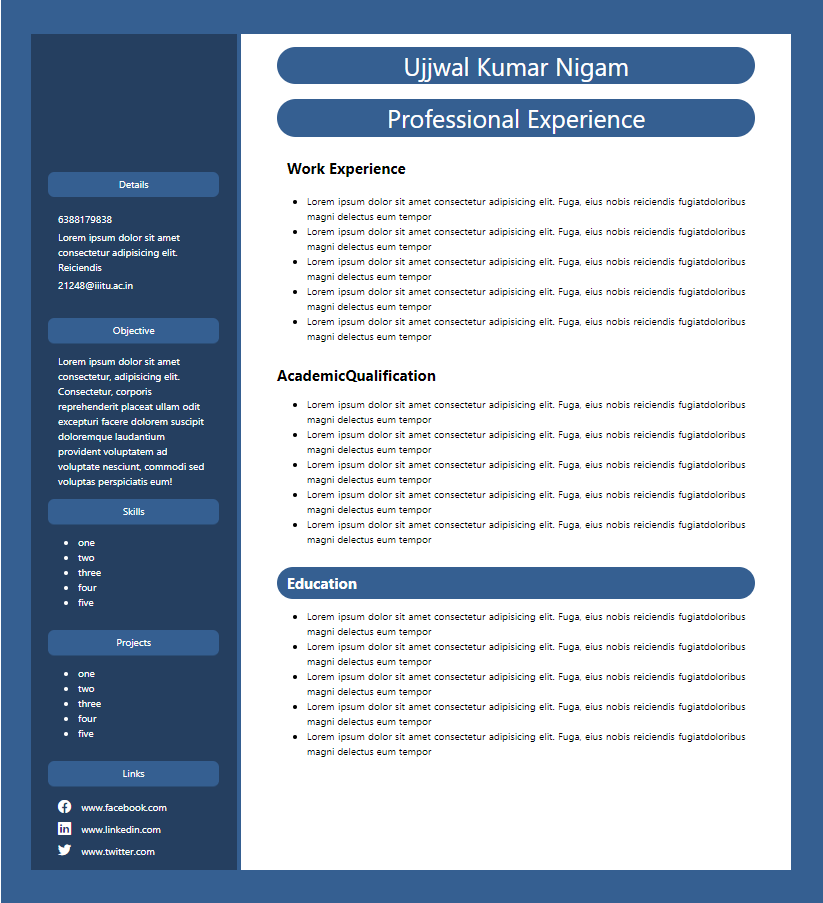 Details
6388179838
Lorem ipsum dolor sit amet
consectetur adipisicing elit.
Reiciendis
21248@iiitu.ac.in
Objective
Lorem ipsum dolor sit amet
consectetur, adipisicing elit.
Consectetur, corporis
reprehenderit placeat ullam odit
excepturi facere dolorem suscipit
doloremque laudantium
provident voluptatem ad
voluptate nesciunt, commodi sed
voluptas perspiciatis eum!
Skills
one
two
three
four
five
Projects
one
two
three
four
five
Links
www.facebook.com
www.linkedin.com
www.twitter.com
Ujjwal Kumar Nigam
Professional Experience
Work Experience
Lorem ipsum dolor sit amet consectetur adipisicing elit. Fuga, eius nobis reiciendis fugiatdoloribus
magni delectus eum tempor
Lorem ipsum dolor sit amet consectetur adipisicing elit. Fuga, eius nobis reiciendis fugiatdoloribus
magni delectus eum tempor
Lorem ipsum dolor sit amet consectetur adipisicing elit. Fuga, eius nobis reiciendis fugiatdoloribus
magni delectus eum tempor
Lorem ipsum dolor sit amet consectetur adipisicing elit. Fuga, eius nobis reiciendis fugiatdoloribus
magni delectus eum tempor
Lorem ipsum dolor sit amet consectetur adipisicing elit. Fuga, eius nobis reiciendis fugiatdoloribus
magni delectus eum tempor
AcademicQualification
Lorem ipsum dolor sit amet consectetur adipisicing elit. Fuga, eius nobis reiciendis fugiatdoloribus
magni delectus eum tempor
Lorem ipsum dolor sit amet consectetur adipisicing elit. Fuga, eius nobis reiciendis fugiatdoloribus
magni delectus eum tempor
Lorem ipsum dolor sit amet consectetur adipisicing elit. Fuga, eius nobis reiciendis fugiatdoloribus
magni delectus eum tempor
Lorem ipsum dolor sit amet consectetur adipisicing elit. Fuga, eius nobis reiciendis fugiatdoloribus
magni delectus eum tempor
Lorem ipsum dolor sit amet consectetur adipisicing elit. Fuga, eius nobis reiciendis fugiatdoloribus
magni delectus eum tempor
Education
Lorem ipsum dolor sit amet consectetur adipisicing elit. Fuga, eius nobis reiciendis fugiatdoloribus
magni delectus eum tempor
Lorem ipsum dolor sit amet consectetur adipisicing elit. Fuga, eius nobis reiciendis fugiatdoloribus
magni delectus eum tempor
Lorem ipsum dolor sit amet consectetur adipisicing elit. Fuga, eius nobis reiciendis fugiatdoloribus
magni delectus eum tempor
Lorem ipsum dolor sit amet consectetur adipisicing elit. Fuga, eius nobis reiciendis fugiatdoloribus
magni delectus eum tempor
Lorem ipsum dolor sit amet consectetur adipisicing elit. Fuga, eius nobis reiciendis fugiatdoloribus
magni delectus eum tempor